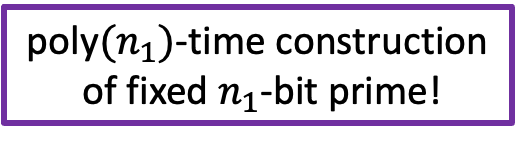 poly(n₁)-time construction
of fixed n₁-bit prime!